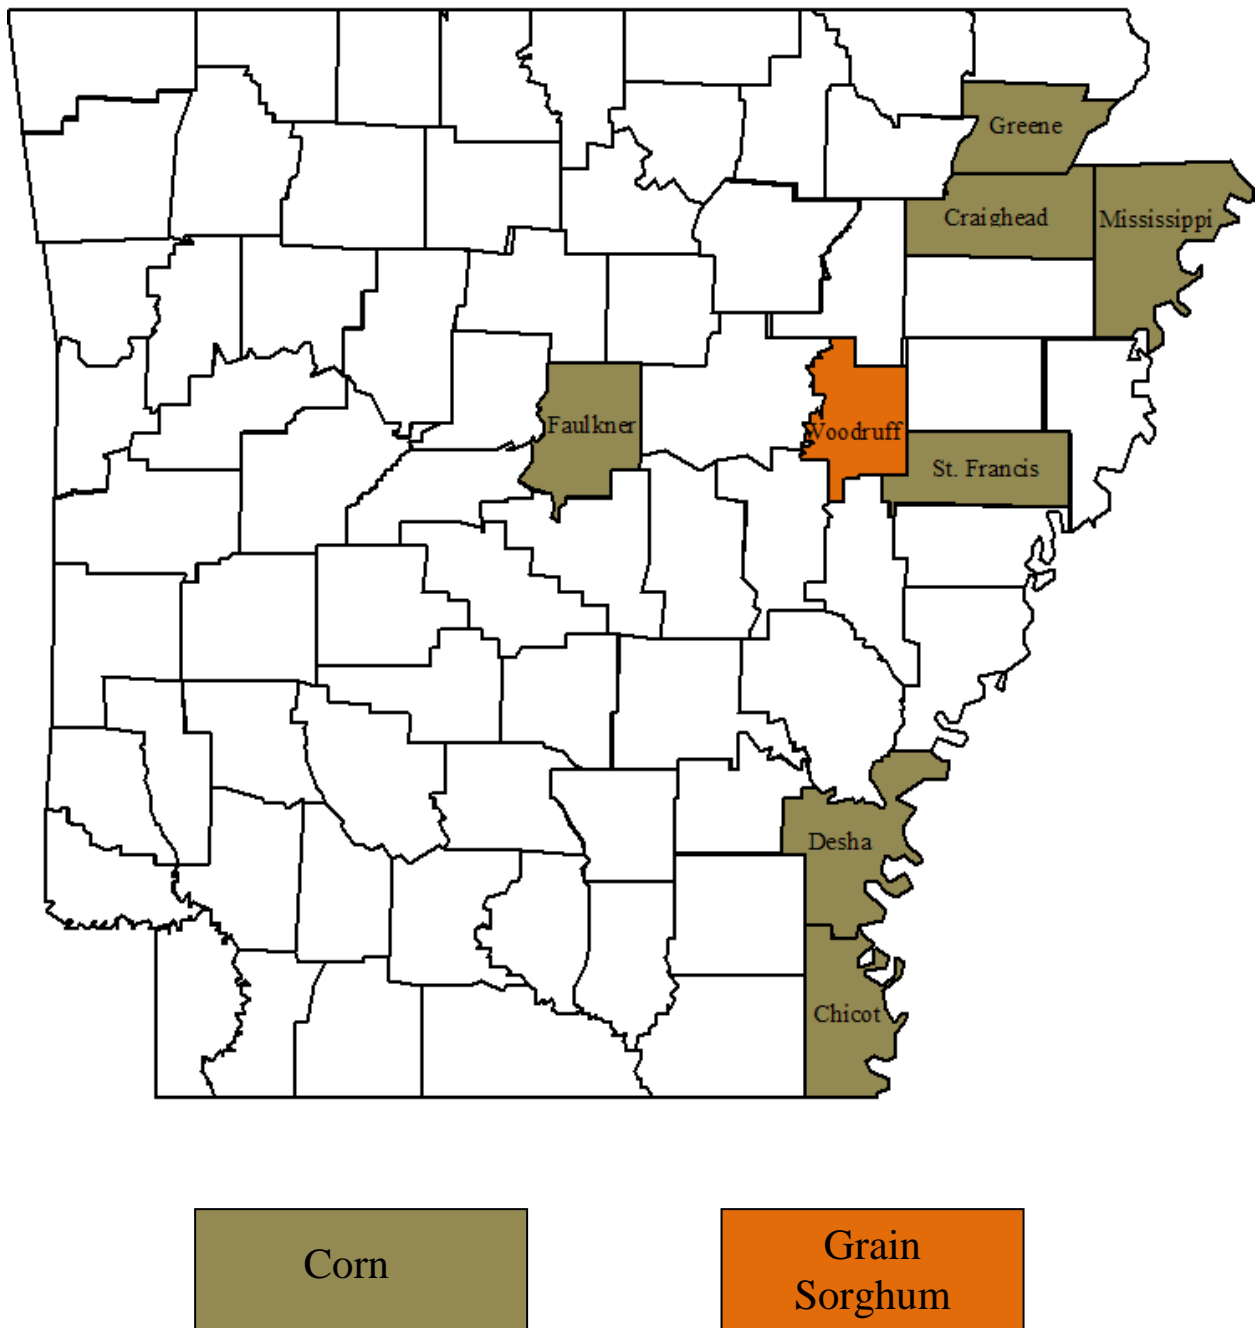 Greene
Craighead
Mississippi
Faulkner
Woodruff
St. Francis
Desha
Chicot
Corn
Grain
Sorghum